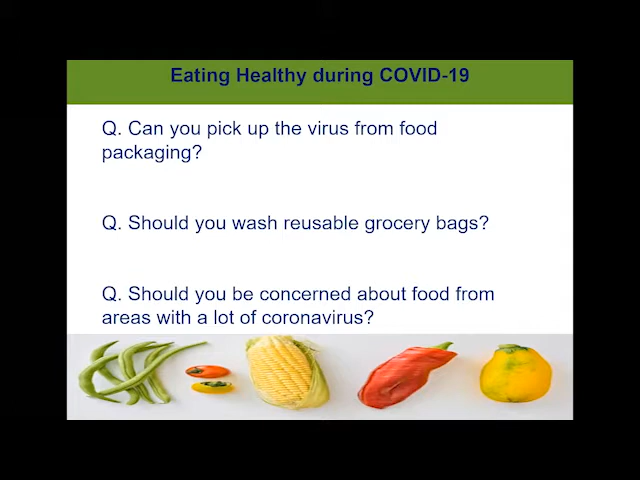 Eating Healthy during COVID-19
Q. Can you pick up the virus from food
packaging?
Q. Should you wash reusable grocery bags?
Q. Should you be concerned about food from
areas with a lot of coronavirus?